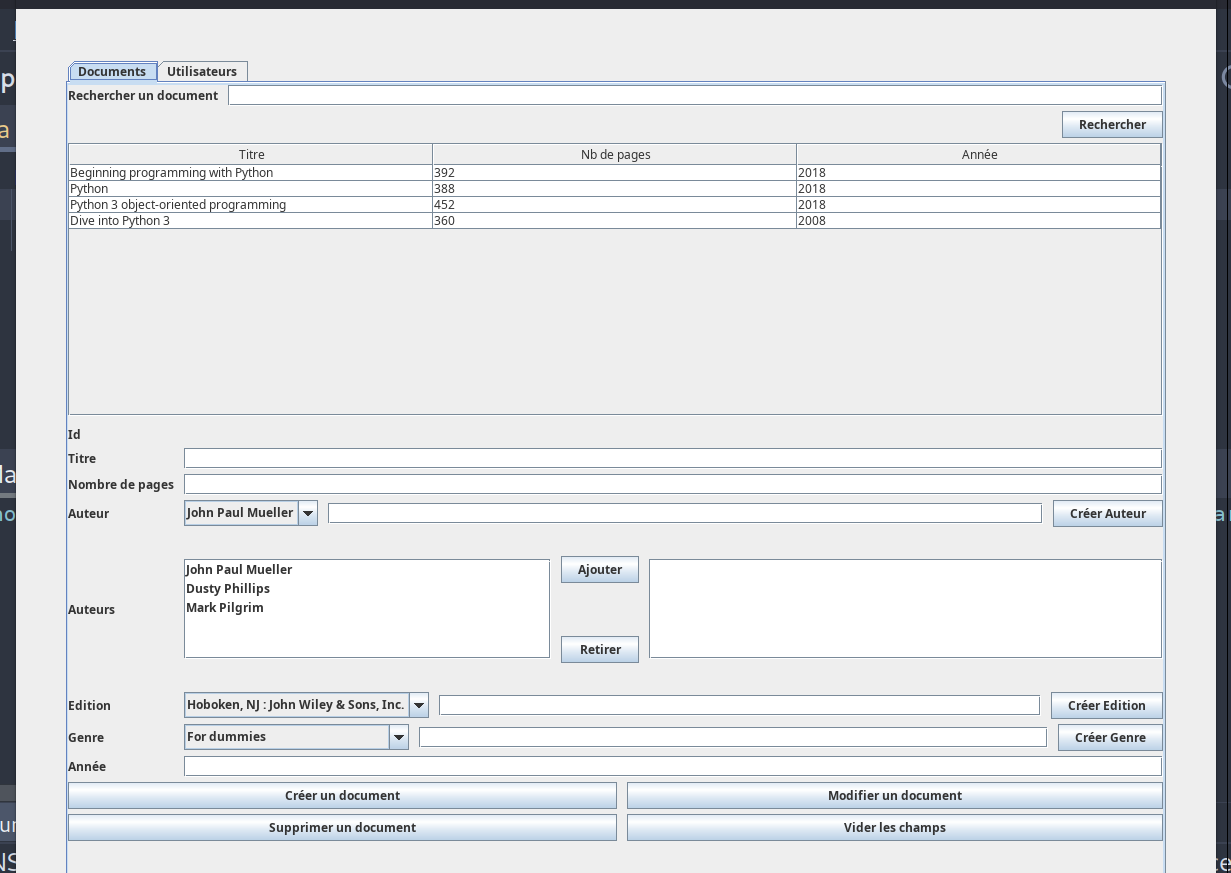 Documents Utilisateurs
Rechercher un document
Rechercher
Titre Nb de pages Année
Beginning programming with Python 392 2018
Python 388 2018
Python 3 object-oriented programming 452 2018
Dive into Python 3 360 2008
Id
Titre
Nombre de pages
Auteur John Paul Mueller Créer Auteur
John Paul Mueller Ajouter
Dusty Phillips
Mark Pilgrim
Auteurs
Retirer
Edition Hoboken, NJ : John Wiley & Sons, Inc. Créer Edition
Genre For dummies Créer Genre
Année
Créer un document Modifier un document
Supprimer un document Vider les champs